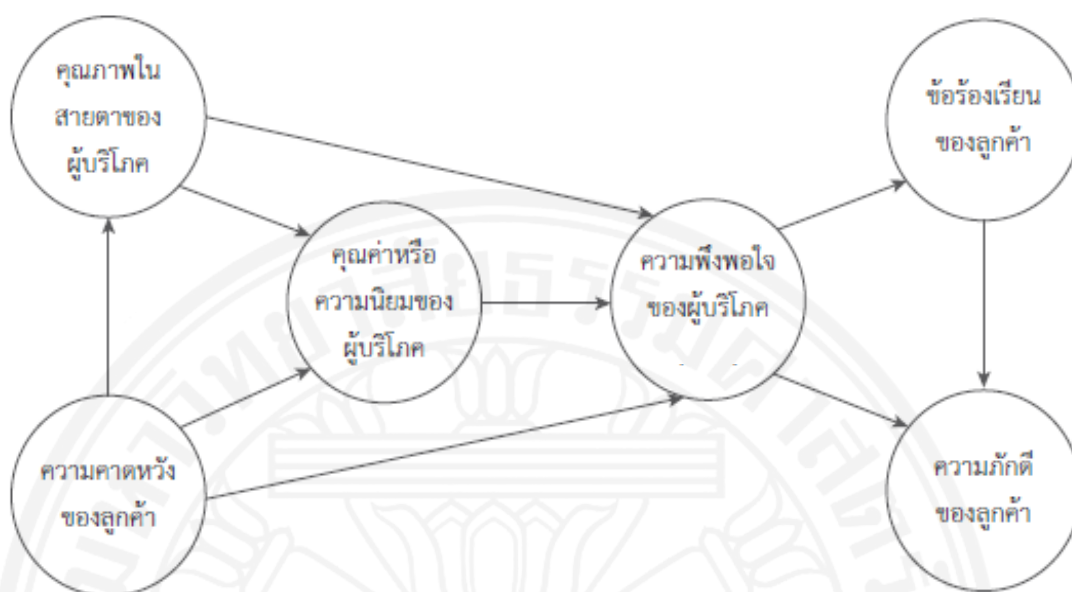 คุณภาพใน
สายตาของ
ผู้บริโภค
คุณค่าหรือ
ความนิยมของ
ผู้บริโภค
ความคาดหวัง
ของลูกค้า
ความพึงพอใจ
ของผู้บริโภค
ข้อร้องเรียน
ของลูกค้า
ความภักดี
ของลูกค้า